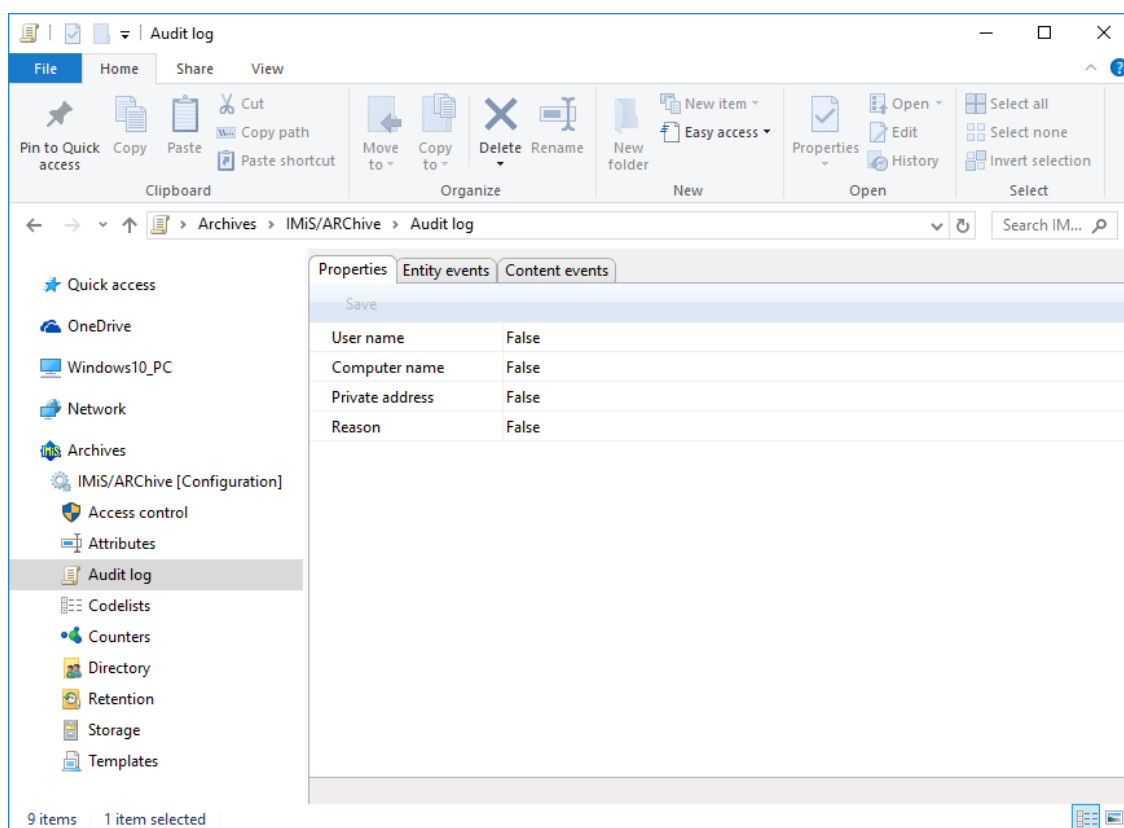 Audit log
File Home Share View
Pin to Quick access
Copy
Paste
Cut
Copy path
Paste shortcut
Clipboard
Move to
Copy to
Delete
Rename
Organize
New folder
New item
Easy access
New
Properties
Open
Edit
History
Open
Select all
Select none
Invert selection
Select
Archives > IMiS/ARChive > Audit log
Search IM...
Quick access
OneDrive
Windows10_PC
Network
Archives
IMiS/ARChive [Configuration]
Access control
Attributes
Audit log
Codelists
Counters
Directory
Retention
Storage
Templates
Properties Entity events Content events
Save
User name False
Computer name False
Private address False
Reason False
9 items 1 item selected